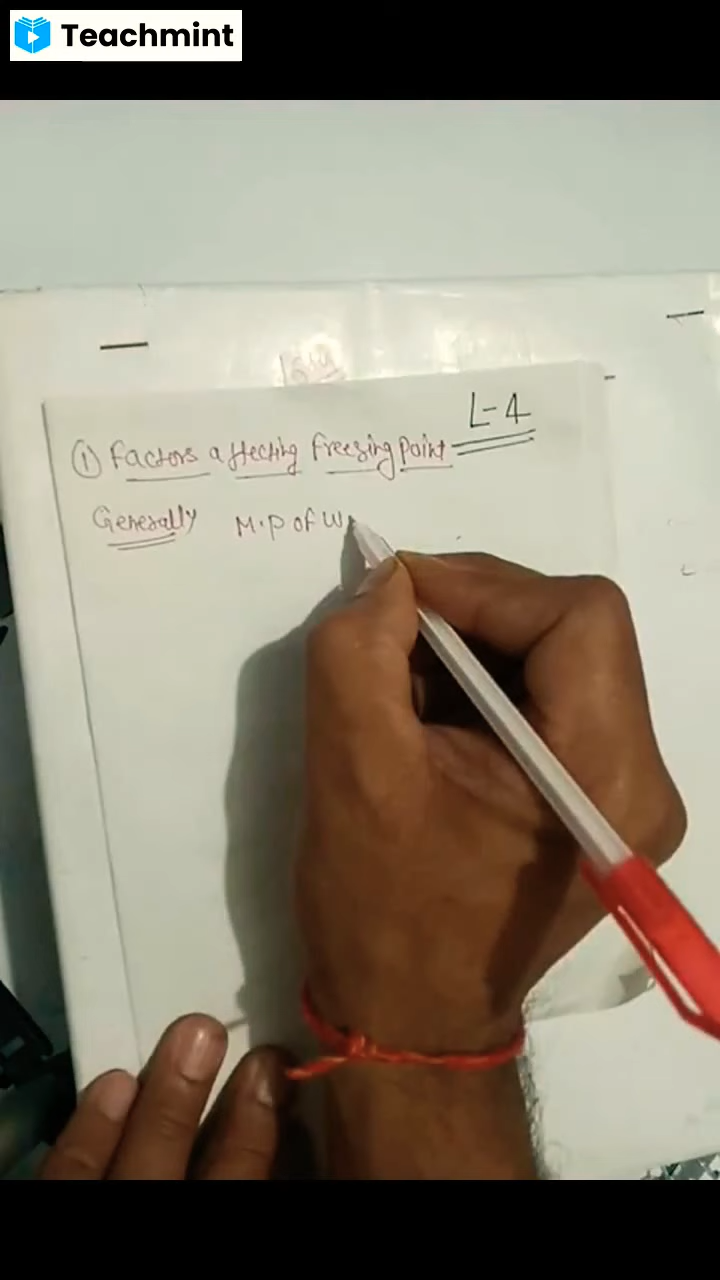 Teachmint
L-4
① Factors affecting freezing point
Generally M.P of W